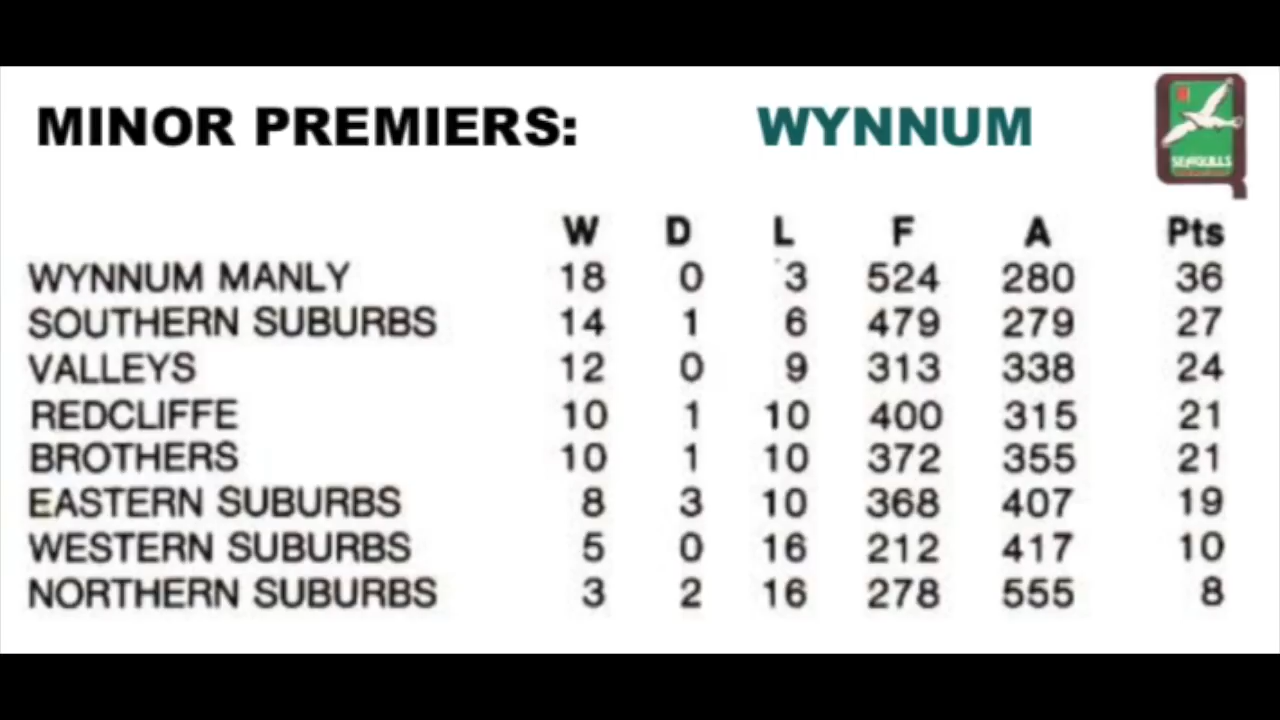 MINOR PREMIERS: WYNNUM
SEAGULLS
W D L F A Pts
WYNNUM MANLY 18 0 3 524 280 36
SOUTHERN SUBURBS 14 1 6 479 279 27
VALLEYS 12 0 9 313 338 24
REDCLIFFE 10 1 10 400 315 21
BROTHERS 10 1 10 372 355 21
EASTERN SUBURBS 8 3 10 368 407 19
WESTERN SUBURBS 5 0 16 212 417 10
NORTHERN SUBURBS 3 2 16 278 555 8